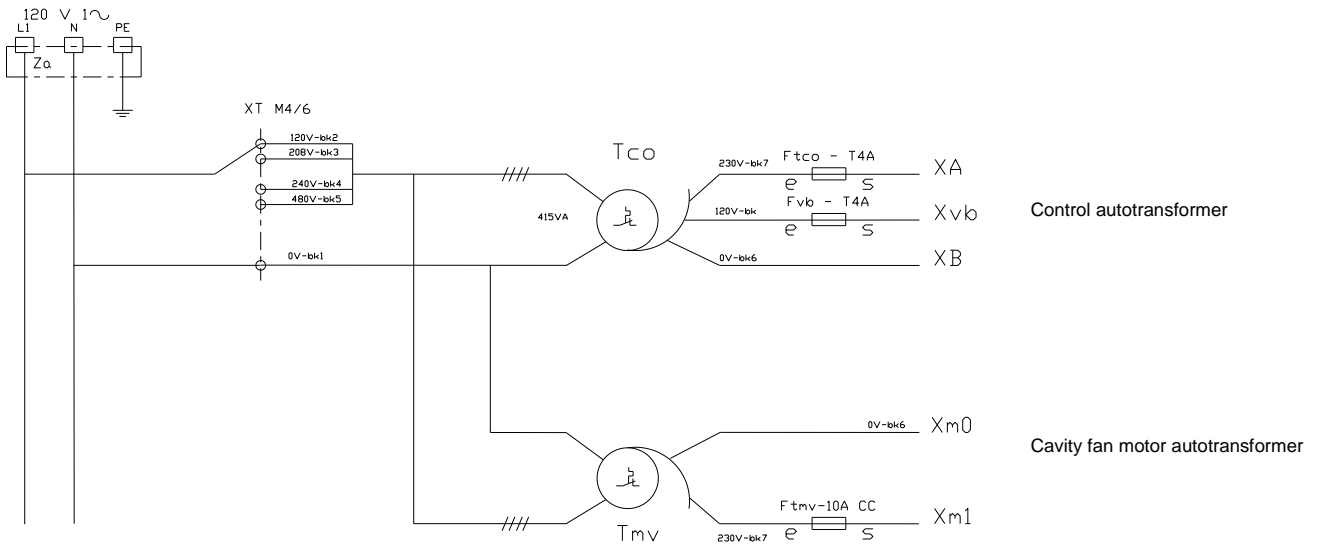 120 V 1~
L1 N PE
Za
XT M4/6
120V-bk2
208V-bk3
240V-bk4
480V-bk5
0V-bk1
Tco
415VA
230V-bk7
Ftco - T4A
e s
XA
120V-bk
Fvb - T4A
e s
Xvb
0V-bk6
XB
Control autotransformer
0V-bk6
Xm0
Cavity fan motor autotransformer
Tmv
230V-bk7
Ftmv-10A CC
e s
Xm1